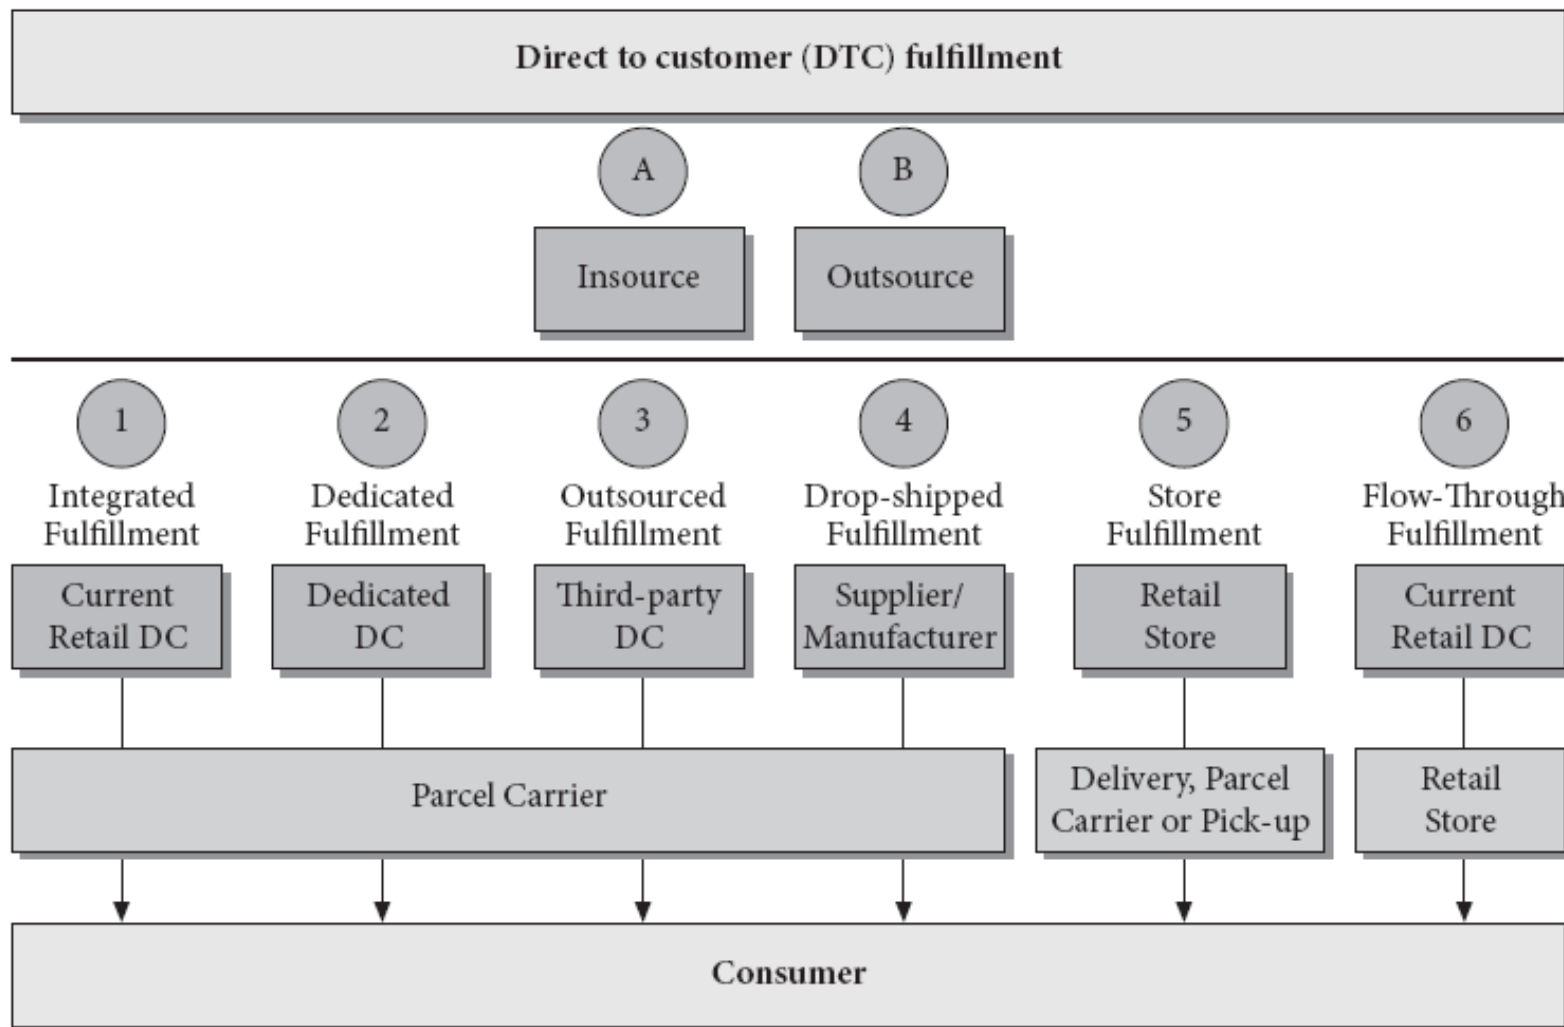 Direct to customer (DTC) fulfillment
A
B
Insource
Outsource
1
2
3
4
5
6
Integrated
Fulfillment
Dedicated
Fulfillment
Outsourced
Fulfillment
Drop-shipped
Fulfillment
Store
Fulfillment
Flow-Through
Fulfillment
Current
Retail DC
Dedicated
DC
Third-party
DC
Supplier/
Manufacturer
Retail
Store
Current
Retail DC
Parcel Carrier
Delivery, Parcel
Carrier or Pick-up
Retail
Store
Consumer